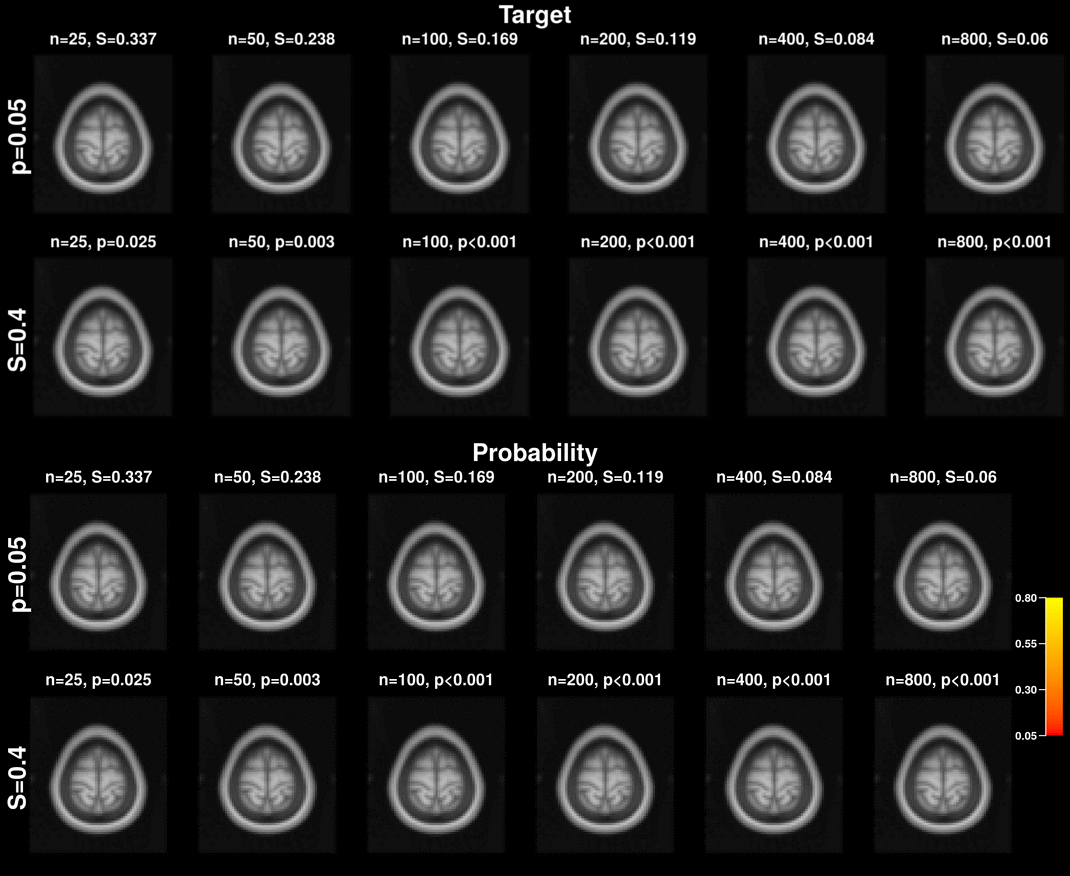 Target
n=25, S=0.337 n=50, S=0.238 n=100, S=0.169 n=200, S=0.119 n=400, S=0.084 n=800, S=0.06
p=0.05
n=25, p=0.025 n=50, p=0.003 n=100, p<0.001 n=200, p<0.001 n=400, p<0.001 n=800, p<0.001
S=0.4
Probability
n=25, S=0.337 n=50, S=0.238 n=100, S=0.169 n=200, S=0.119 n=400, S=0.084 n=800, S=0.06
p=0.05
n=25, p=0.025 n=50, p=0.003 n=100, p<0.001 n=200, p<0.001 n=400, p<0.001 n=800, p<0.001
S=0.4
0.80
0.55
0.30
0.05